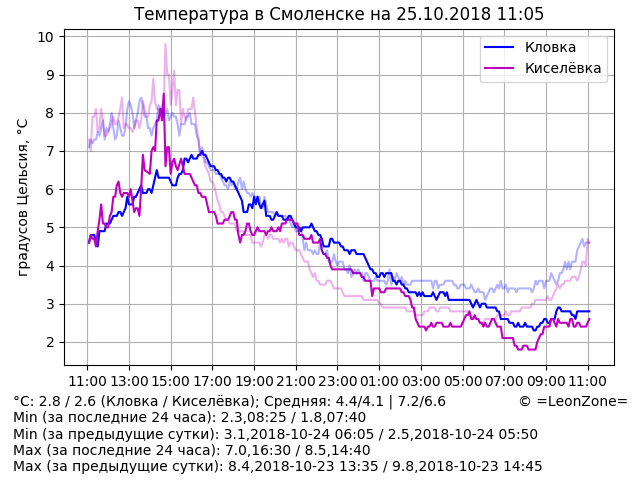 Температура в Смоленске на 25.10.2018 11:05
Кловка
Киселёвка
градусов Цельсия, °C
10
9
8
7
6
5
4
3
2
11:00 13:00 15:00 17:00 19:00 21:00 23:00 01:00 03:00 05:00 07:00 09:00 11:00
°C: 2.8 / 2.6 (Кловка / Киселёвка); Средняя: 4.4/4.1 | 7.2/6.6 © =LeonZone=
Min (за последние 24 часа): 2.3,08:25 / 1.8,07:40
Min (за предыдущие сутки): 3.1,2018-10-24 06:05 / 2.5,2018-10-24 05:50
Max (за последние 24 часа): 7.0,16:30 / 8.5,14:40
Max (за предыдущие сутки): 8.4,2018-10-23 13:35 / 9.8,2018-10-23 14:45